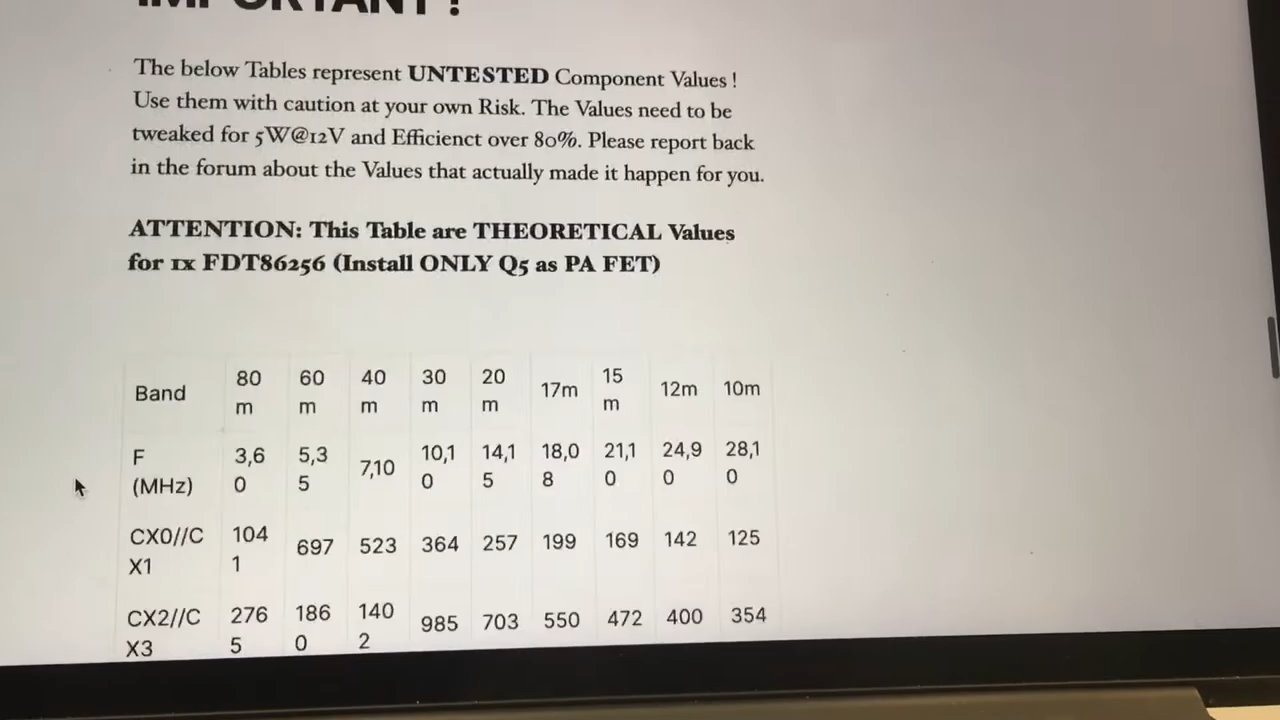 IMPORTANT !
The below Tables represent UNTESTED Component Values !
Use them with caution at your own Risk. The Values need to be
tweaked for 5W@12V and Efficienct over 80%. Please report back
in the forum about the Values that actually made it happen for you.
ATTENTION: This Table are THEORETICAL Values
for 1x FDT86256 (Install ONLY Q5 as PA FET)
Band 80 m 60 m 40 m 30 m 20 m 17m 15 m 12m 10m
F (MHz) 3,60 5,35 7,10 10,10 14,15 18,08 21,10 24,90 28,10
CX0//CX1 1041 697 523 364 257 199 169 142 125
CX2//CX3 2765 1860 1402 985 703 550 472 400 354